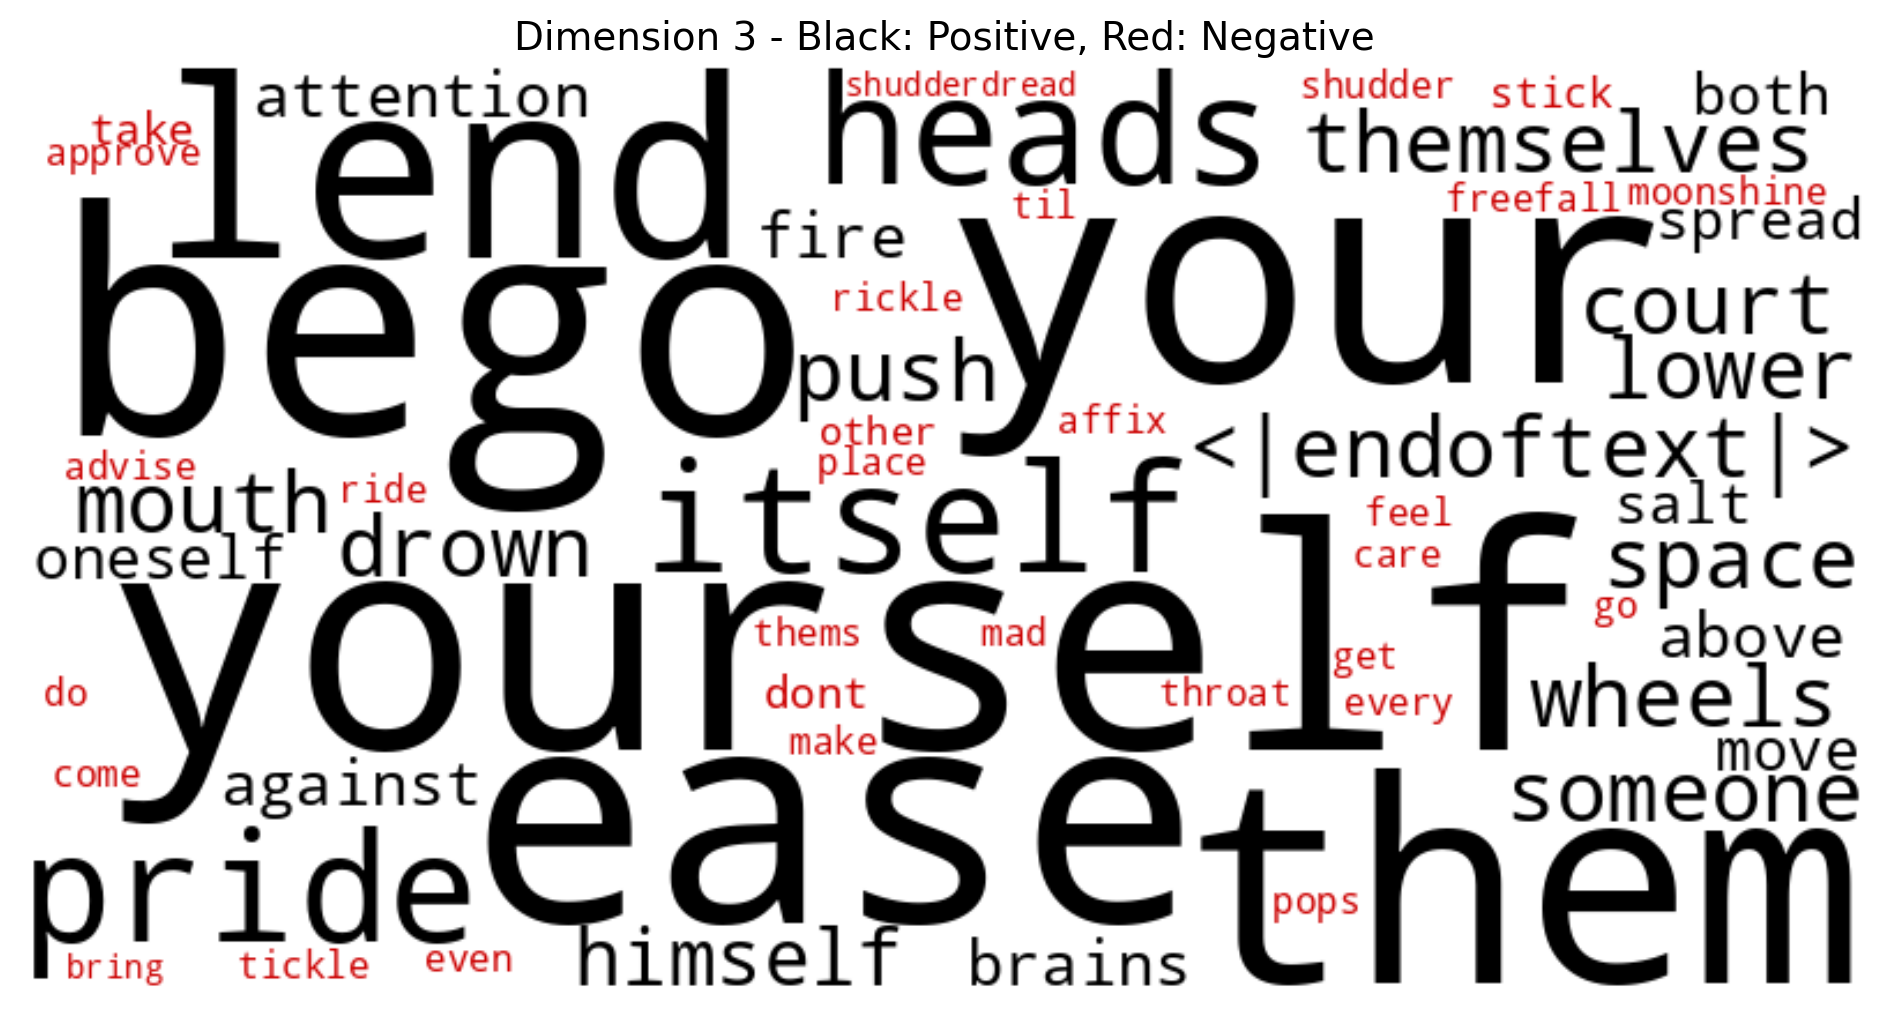 Dimension 3 - Black: Positive, Red: Negative
attention
shudderdread
shudder
stick
both
take
lend
heads
themselves
approve
til
freefall
moonshine
fire
your
spread
bego
rickle
court
push
lower
affix
other
<|endoftext|>
advise
place
mouth
ride
itself
feel
salt
oneself
drown
care
space
yourself
go
thems
mad
above
get
do
dont
throat
every
wheels
make
come
against
move
ease
someone
pride
them
pops
bring
tickle
even
himself
brains